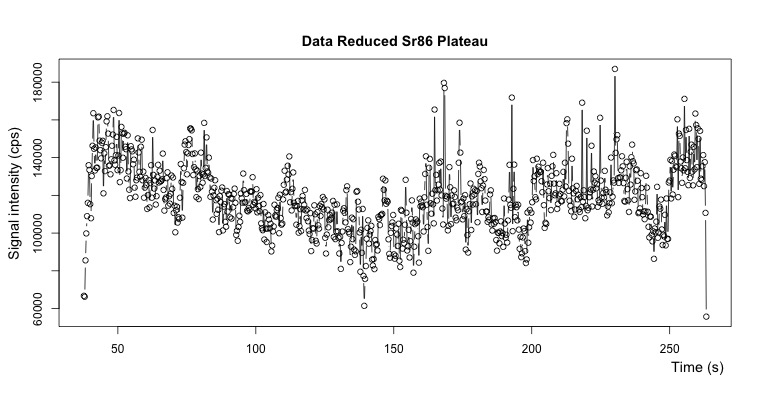 Data Reduced Sr86 Plateau
Signal intensity (cps)
180000
140000
100000
60000
50 100 150 200 250
Time (s)